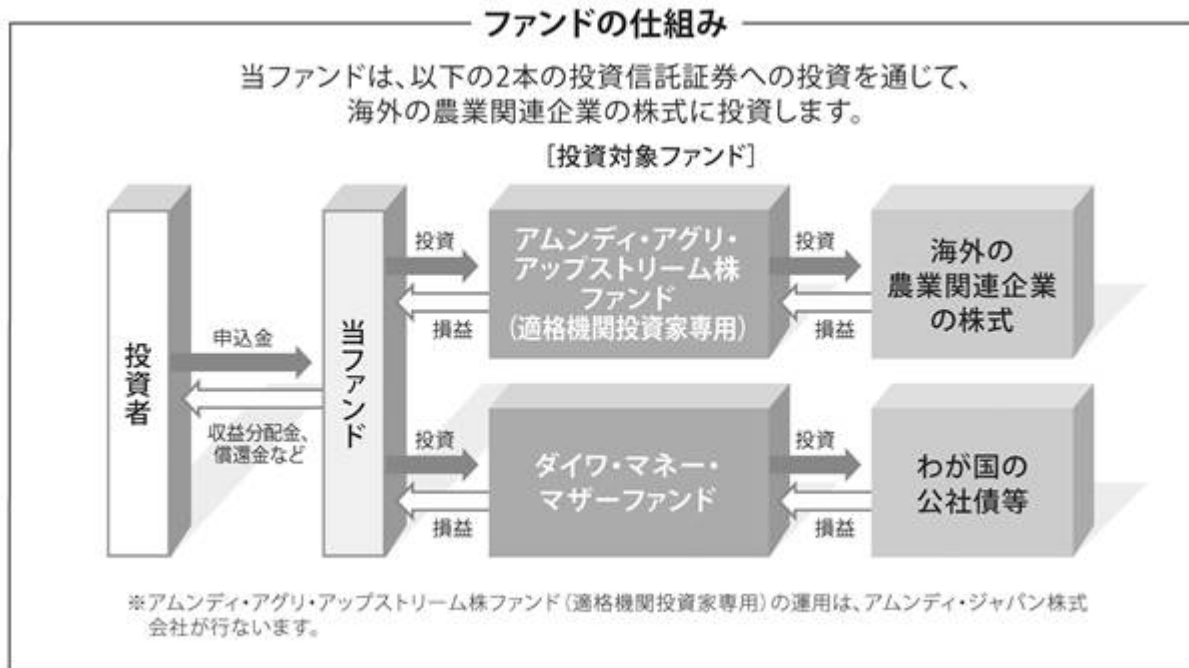 ファンドの仕組み
当ファンドは、以下の2本の投資信託証券への投資を通じて、
海外の農業関連企業の株式に投資します。
［投資対象ファンド］
投資者
申込金
収益分配金、
償還金など
当ファンド
投資
損益
アムンディ・アグリ・
アップストリーム株
ファンド
（適格機関投資家専用）
投資
損益
海外の
農業関連企業
の株式
投資
損益
ダイワ・マネー・
マザーファンド
投資
損益
わが国の
公社債等
※アムンディ・アグリ・アップストリーム株ファンド（適格機関投資家専用）の運用は、アムンディ・ジャパン株式
会社が行ないます。